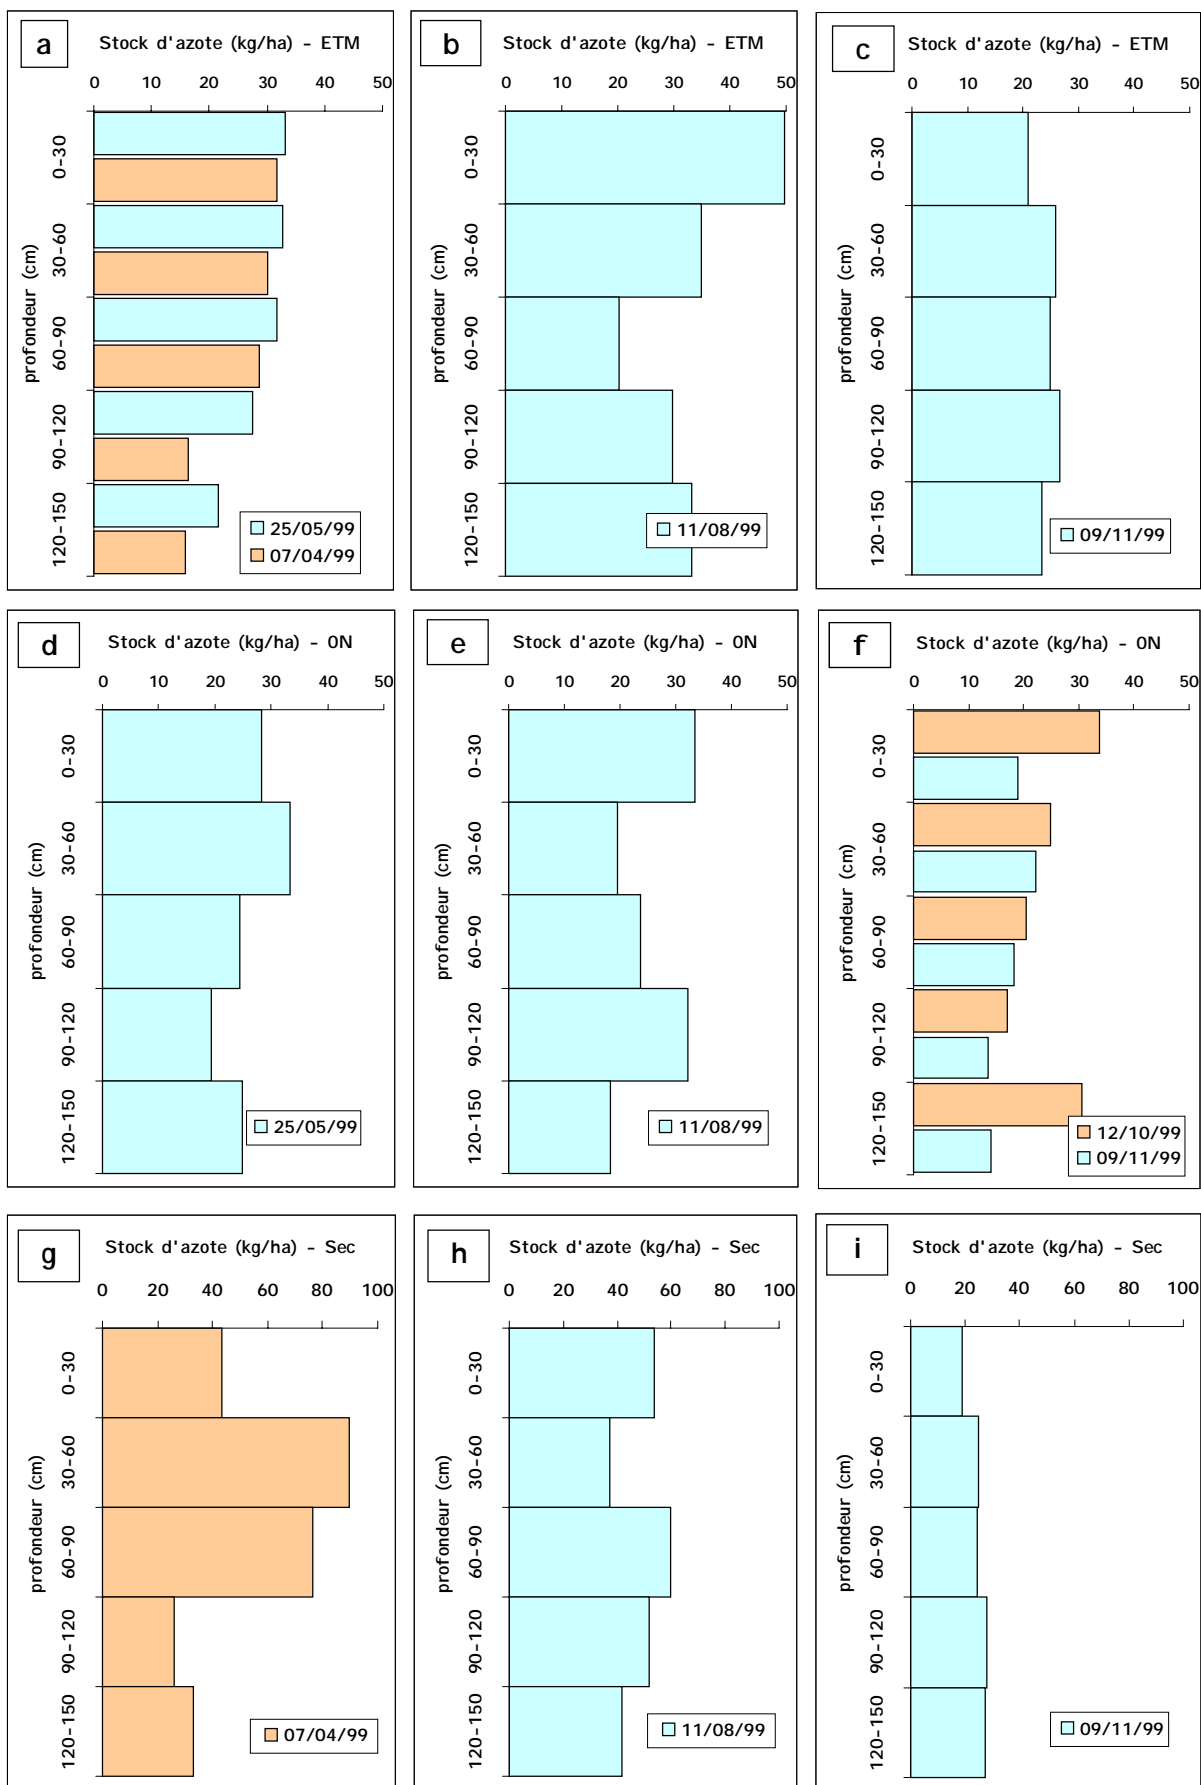 a
Stock d'azote (kg/ha) - ETM
0 10 20 30 40 50
profondeur (cm)
0-30
30-60
60-90
90-120
120-150
25/05/99
07/04/99
b
Stock d'azote (kg/ha) - ETM
0 10 20 30 40 50
profondeur (cm)
0-30
30-60
60-90
90-120
120-150
11/08/99
c
Stock d'azote (kg/ha) - ETM
0 10 20 30 40 50
profondeur (cm)
0-30
30-60
60-90
90-120
120-150
09/11/99
d
Stock d'azote (kg/ha) - 0N
0 10 20 30 40 50
profondeur (cm)
0-30
30-60
60-90
90-120
120-150
25/05/99
e
Stock d'azote (kg/ha) - 0N
0 10 20 30 40 50
profondeur (cm)
0-30
30-60
60-90
90-120
120-150
11/08/99
f
Stock d'azote (kg/ha) - 0N
0 10 20 30 40 50
profondeur (cm)
0-30
30-60
60-90
90-120
120-150
12/10/99
09/11/99
g
Stock d'azote (kg/ha) - Sec
0 20 40 60 80 100
profondeur (cm)
0-30
30-60
60-90
90-120
120-150
07/04/99
h
Stock d'azote (kg/ha) - Sec
0 20 40 60 80 100
profondeur (cm)
0-30
30-60
60-90
90-120
120-150
11/08/99
i
Stock d'azote (kg/ha) - Sec
0 20 40 60 80 100
profondeur (cm)
0-30
30-60
60-90
90-120
120-150
09/11/99